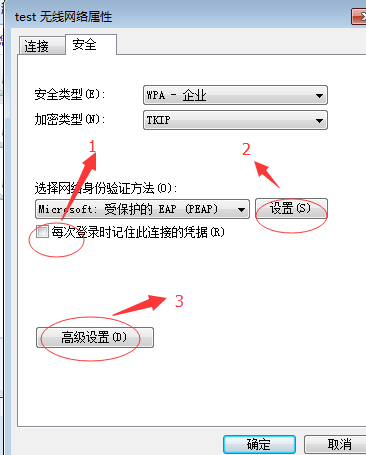 test 无线网络属性
连接 安全
安全类型(E): WPA - 企业
加密类型(N): TKIP
1 2
选择网络身份验证方法(O):
Microsoft: 受保护的 EAP (PEAP) 设置(S)
每次登录时记住此连接的凭据(R)
3
高级设置(D)
确定 取消